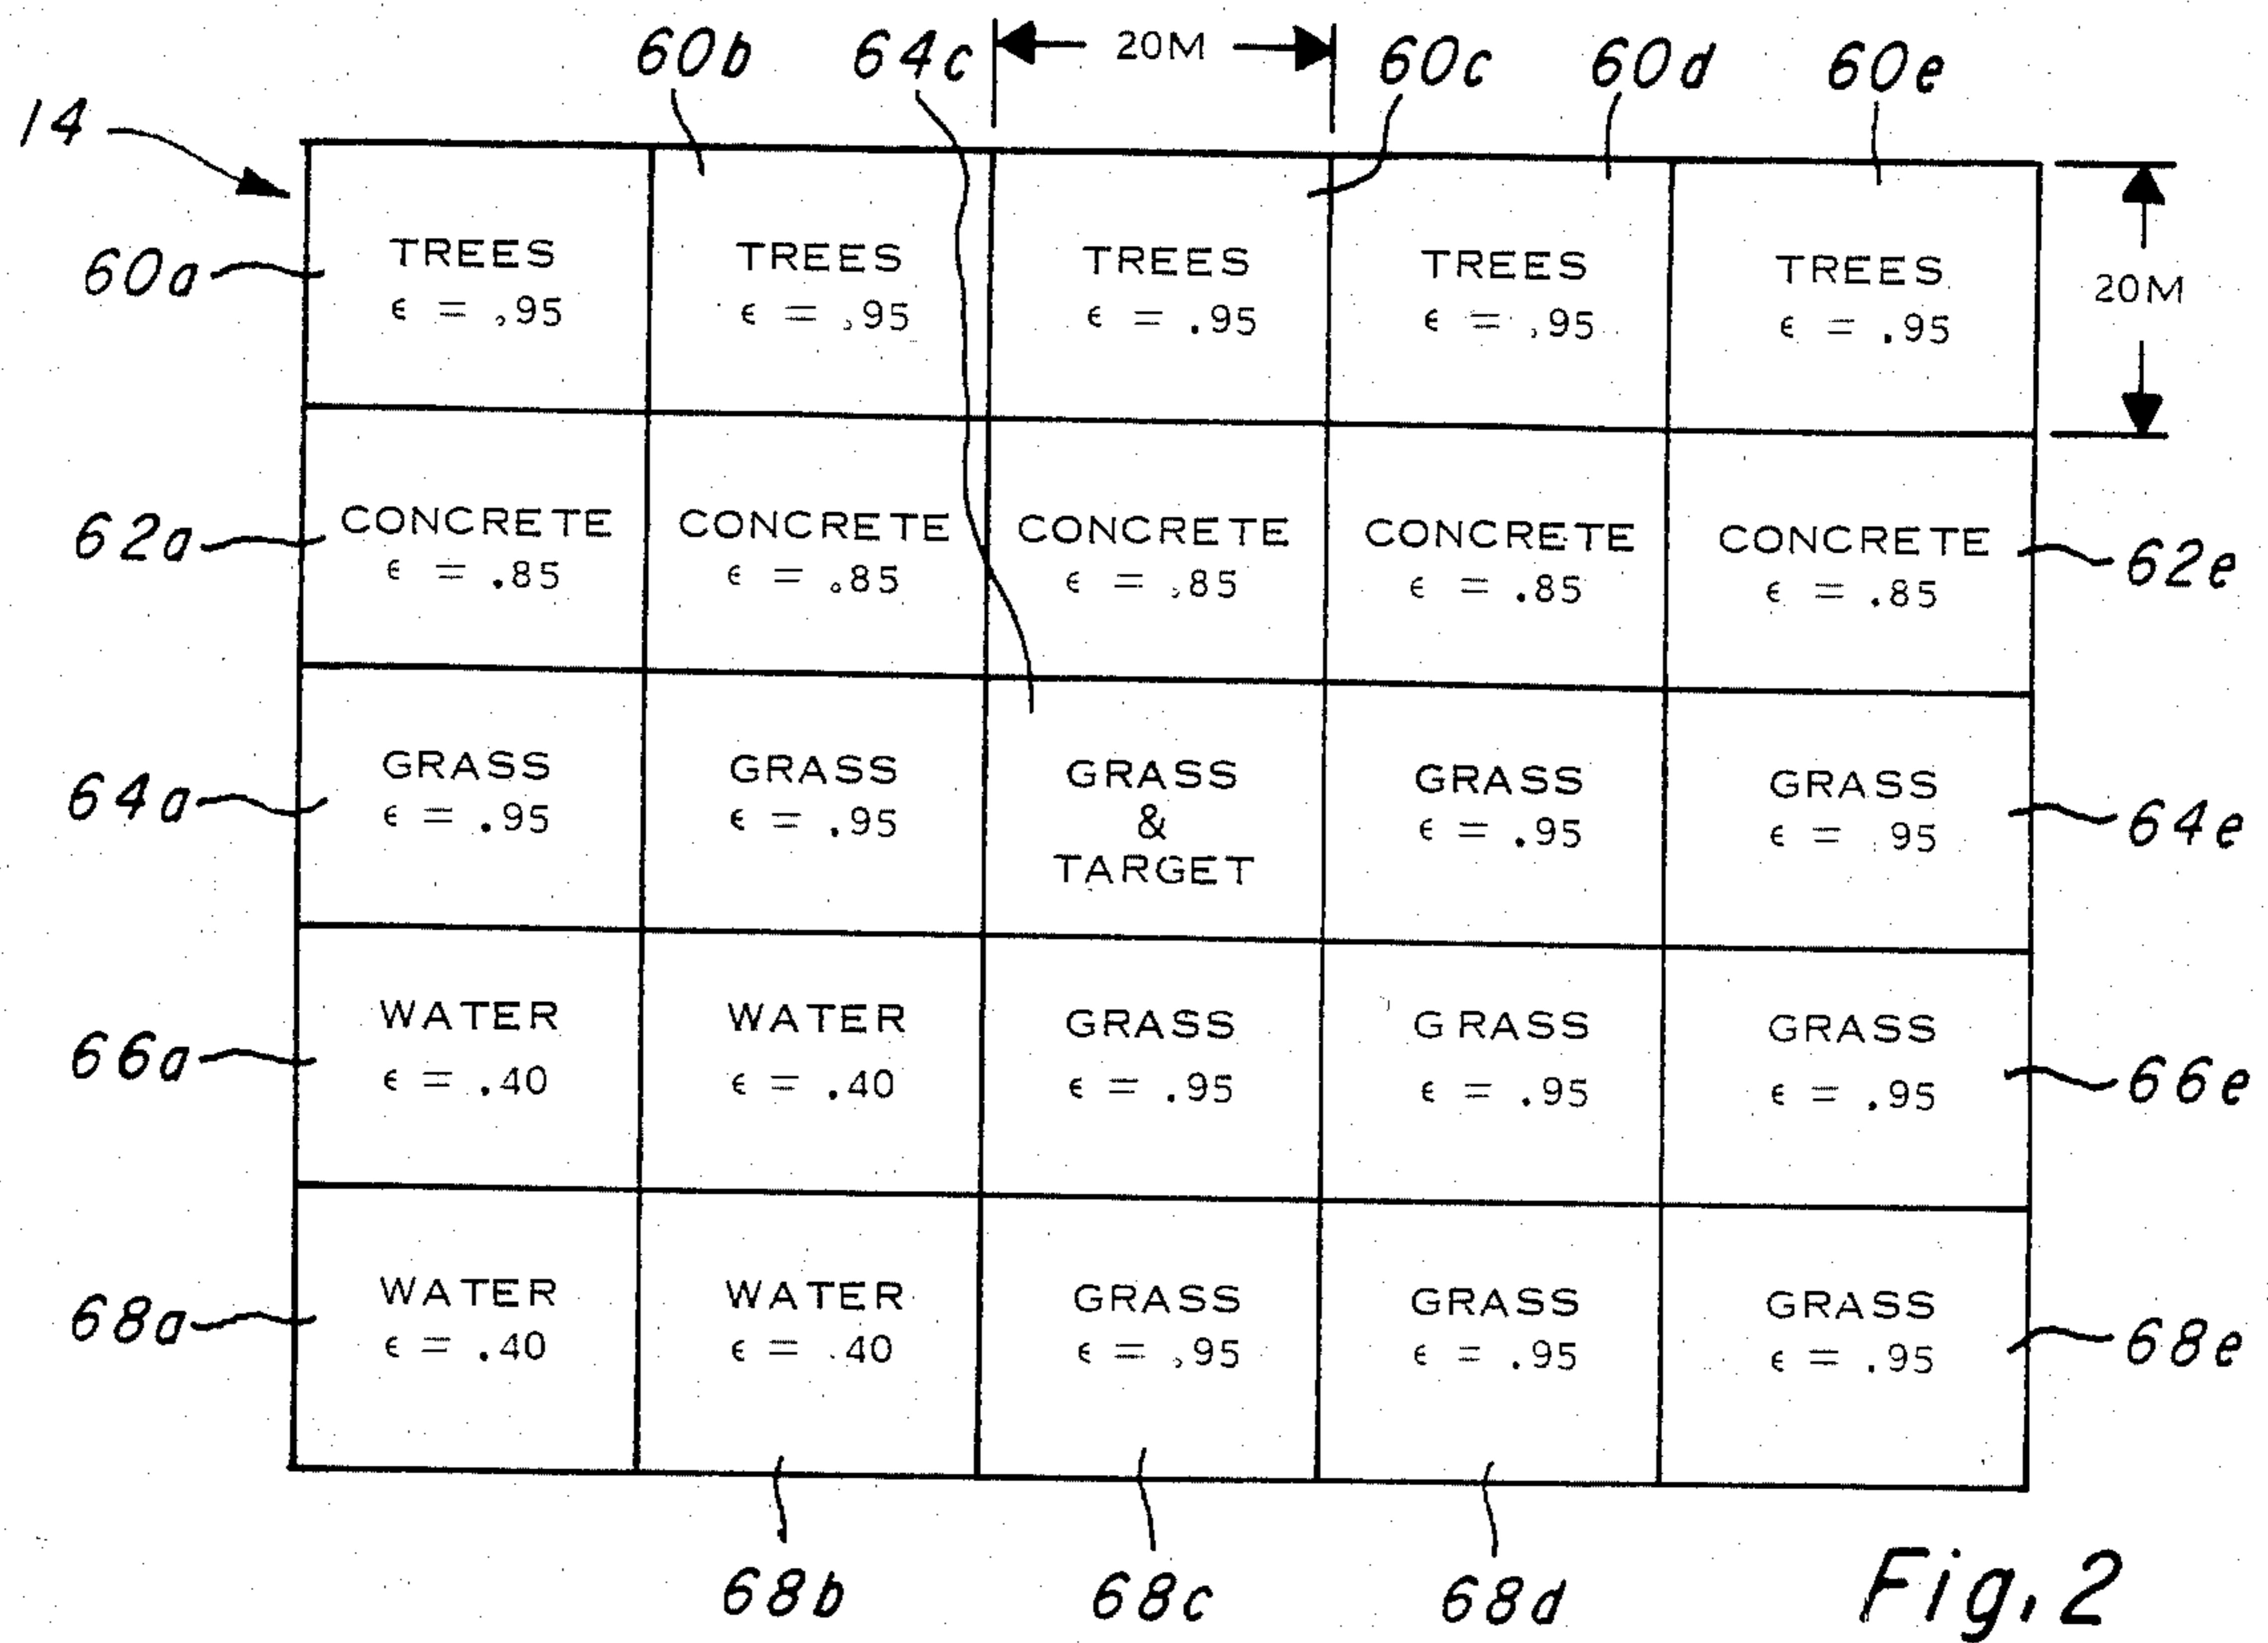 60b 64c 20M 60c 60d 60e
14
60a
TREES TREES TREES TREES TREES
ϵ = .95 ϵ = .95 ϵ = .95 ϵ = .95 ϵ = .95
20M
62a
CONCRETE CONCRETE CONCRETE CONCRETE CONCRETE
ϵ = .85 ϵ = .85 ϵ = .85 ϵ = .85 ϵ = .85
62e
64a
GRASS GRASS GRASS & TARGET GRASS GRASS
ϵ = .95 ϵ = .95 ϵ = .95 ϵ = .95
64e
66a
WATER WATER GRASS GRASS GRASS
ϵ = .40 ϵ = .40 ϵ = .95 ϵ = .95 ϵ = .95
66e
68a
WATER WATER GRASS GRASS GRASS
ϵ = .40 ϵ = .40 ϵ = .95 ϵ = .95 ϵ = .95
68e
68b 68c 68d
Fig. 2